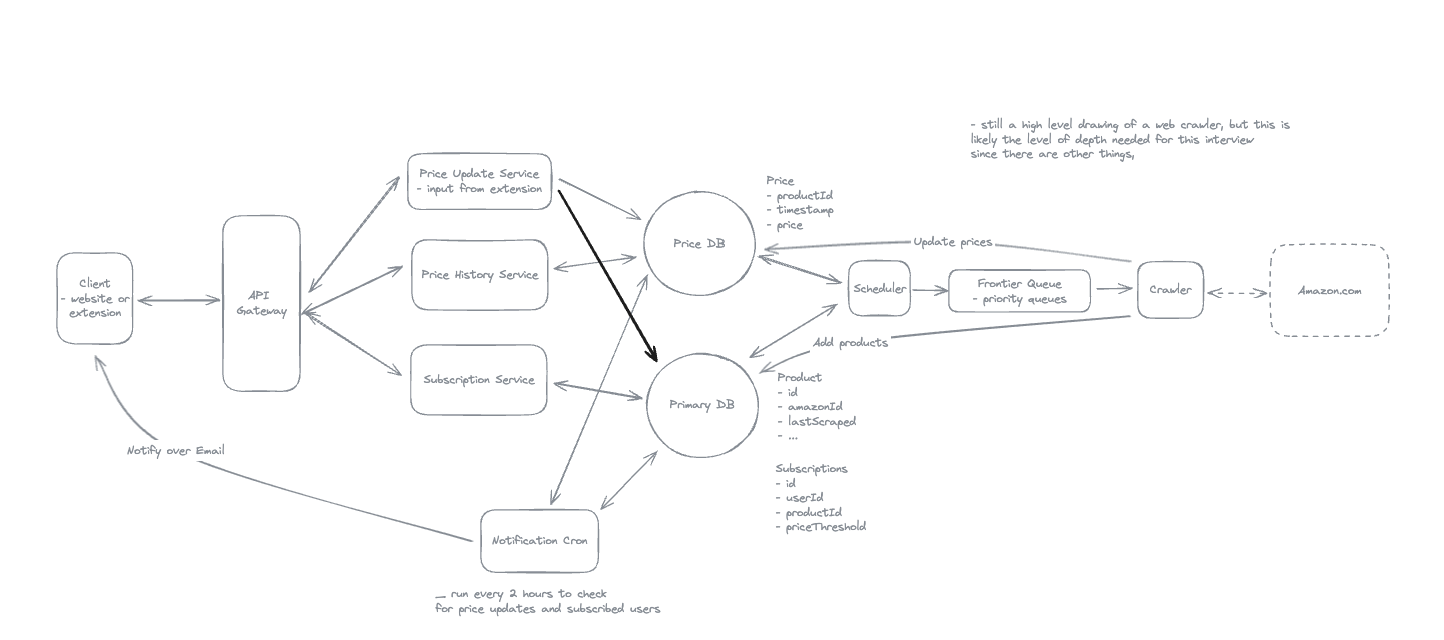 - still a high level drawing of a web crawler, but this is
likely the level of depth needed for this interview
since there are other things,
Price Update Service
- input from extension
Price
- productId
- timestamp
- price
Price DB
Update prices
Price History Service
Client
- website or
extension
API
Gateway
Scheduler
Frontier Queue
- priority queues
Crawler
Amazon.com
Add products
Subscription Service
Primary DB
Product
- id
- amazonId
- lastScraped
- ...
Notify over Email
Subscriptions
- id
- userId
- productId
- priceThreshold
Notification Cron
__ run every 2 hours to check
for price updates and subscribed users